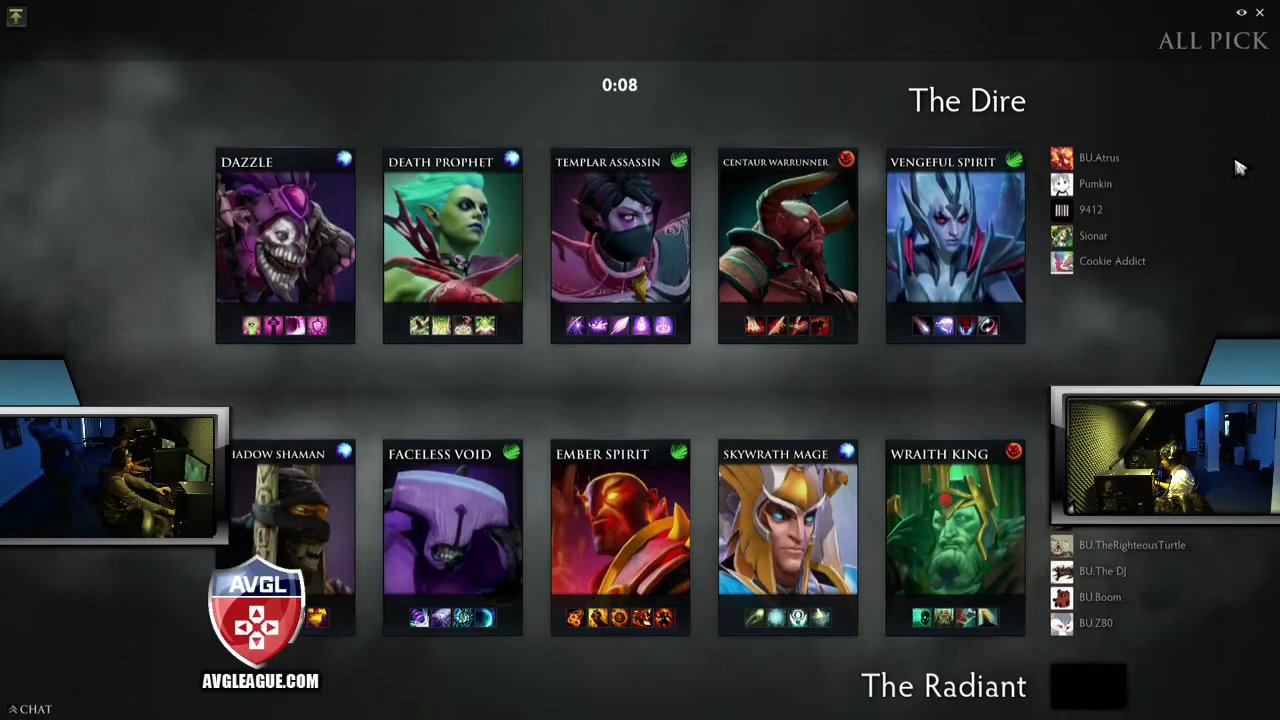 ALL PICK
0:08
The Dire
DAZZLE
DEATH PROPHET
TEMPLAR ASSASSIN
CENTAUR WARRUNNER
VENGEFUL SPIRIT
BU.Atrus
Pumkin
9412
Sionar
Cookie Addict
HADOW SHAMAN
FACELESS VOID
EMBER SPIRIT
SKYWRATH MAGE
WRAITH KING
BU.TheRighteousTurtle
BU.The DJ
BU.Boom
BU.Z80
AVGL
AVGLEAGUE.COM
The Radiant
CHAT